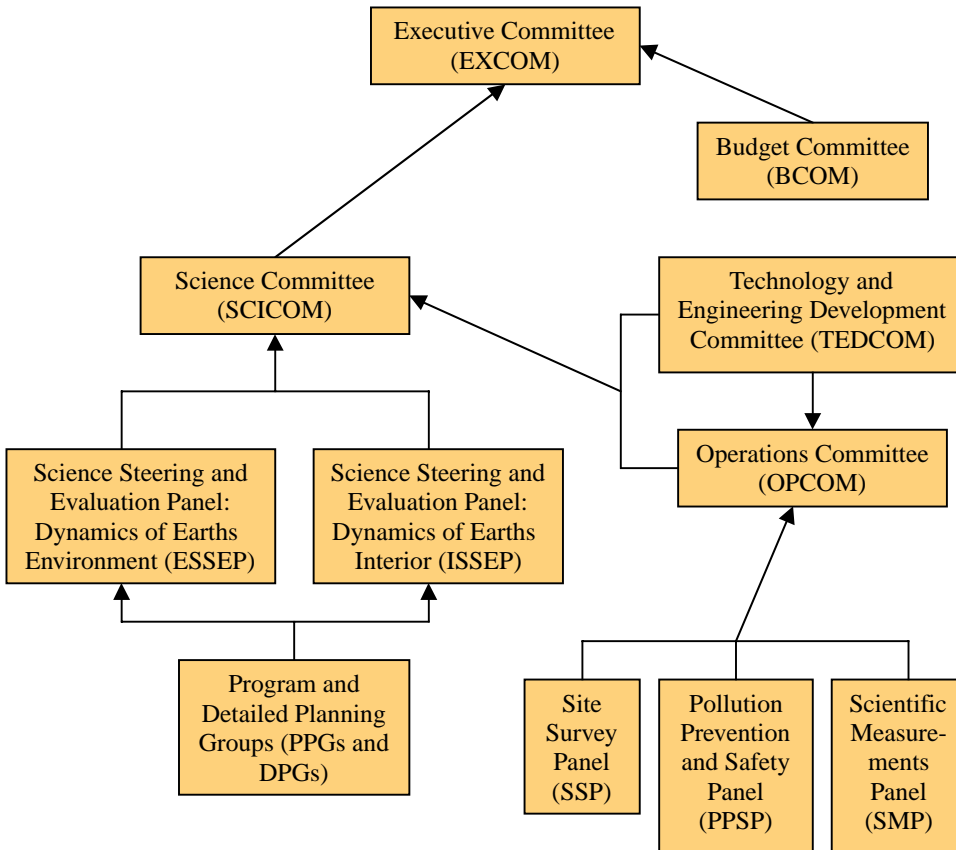 Executive Committee
(EXCOM)
Budget Committee
(BCOM)
Science Committee
(SCICOM)
Technology and
Engineering Development
Committee (TEDCOM)
Operations Committee
(OPCOM)
Science Steering and
Evaluation Panel:
Dynamics of Earths
Environment (ESSEP)
Science Steering and
Evaluation Panel:
Dynamics of Earths
Interior (ISSEP)
Program and
Detailed Planning
Groups (PPGs and
DPGs)
Site
Survey
Panel
(SSP)
Pollution
Prevention
and Safety
Panel
(PPSP)
Scientific
Measure-
ments
Panel
(SMP)